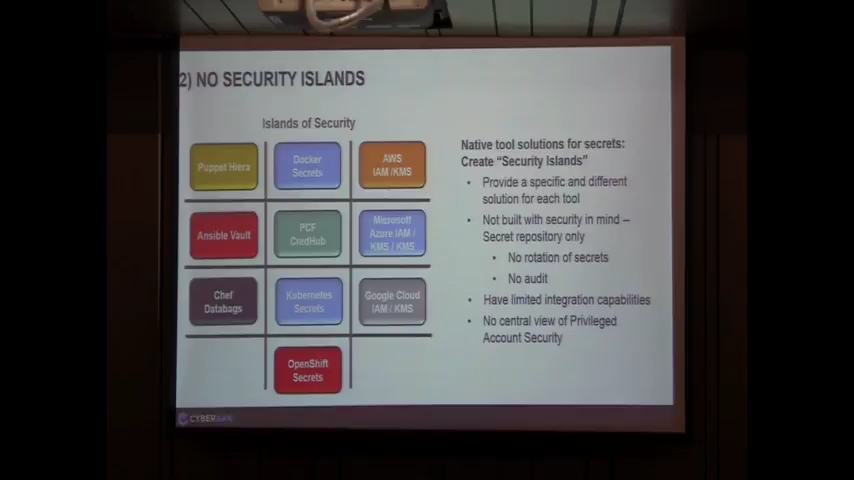 2) NO SECURITY ISLANDS
Islands of Security
Puppet Hiera
Docker
Secrets
AWS
IAM /KMS
Ansible Vault
PCF
CredHub
Microsoft
Azure IAM /
KMS / KMS
Chef
Databags
Kubernetes
Secrets
Google Cloud
IAM / KMS
OpenShift
Secrets
Native tool solutions for secrets:
Create “Security Islands”
• Provide a specific and different
solution for each tool
• Not built with security in mind –
Secret repository only
• No rotation of secrets
• No audit
• Have limited integration capabilities
• No central view of Privileged
Account Security
CYBERARK